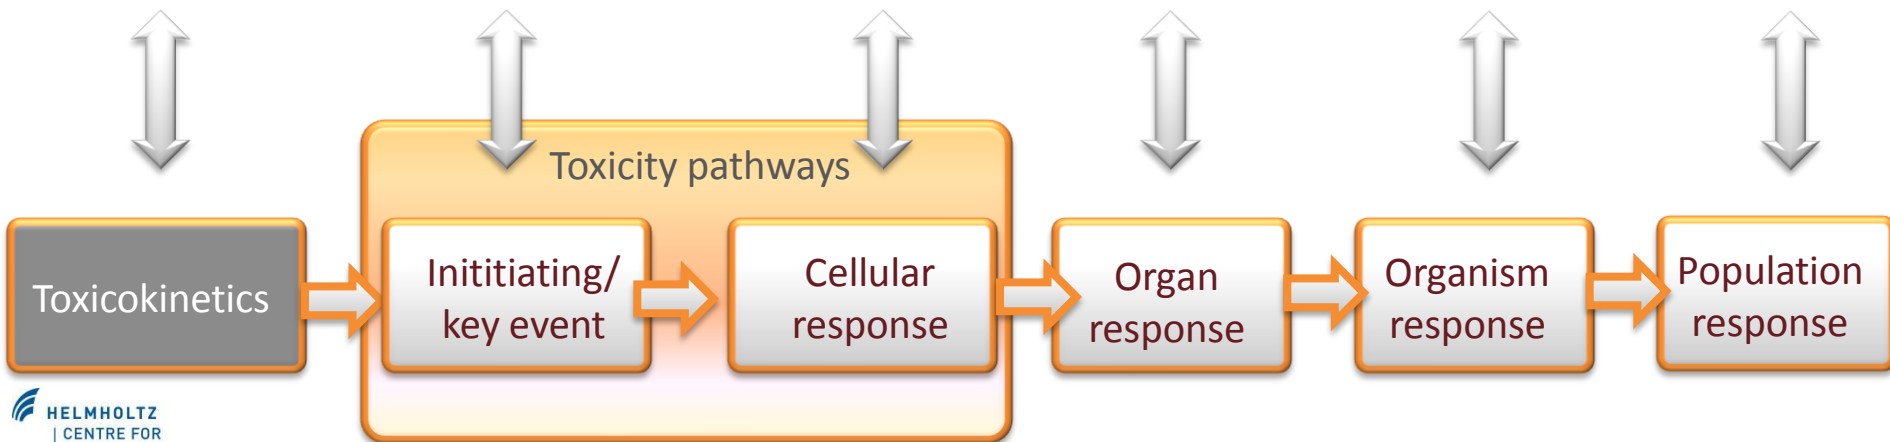 Toxicity pathways
Toxicokinetics
Inititiating/
key event
Cellular
response
Organ
response
Organism
response
Population
response
HELMHOLTZ
| CENTRE FOR